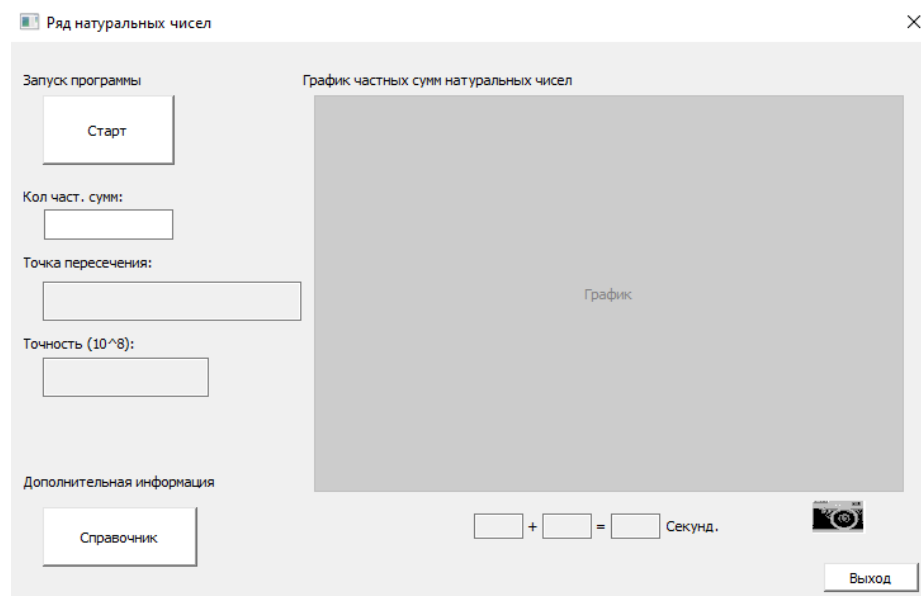 Ряд натуральных чисел
Запуск программы
График частных сумм натуральных чисел
Старт
Кол част. сумм:
Точка пересечения:
График
Точность (10^8):
Дополнительная информация
Справочник
+ = Секунд.
Выход